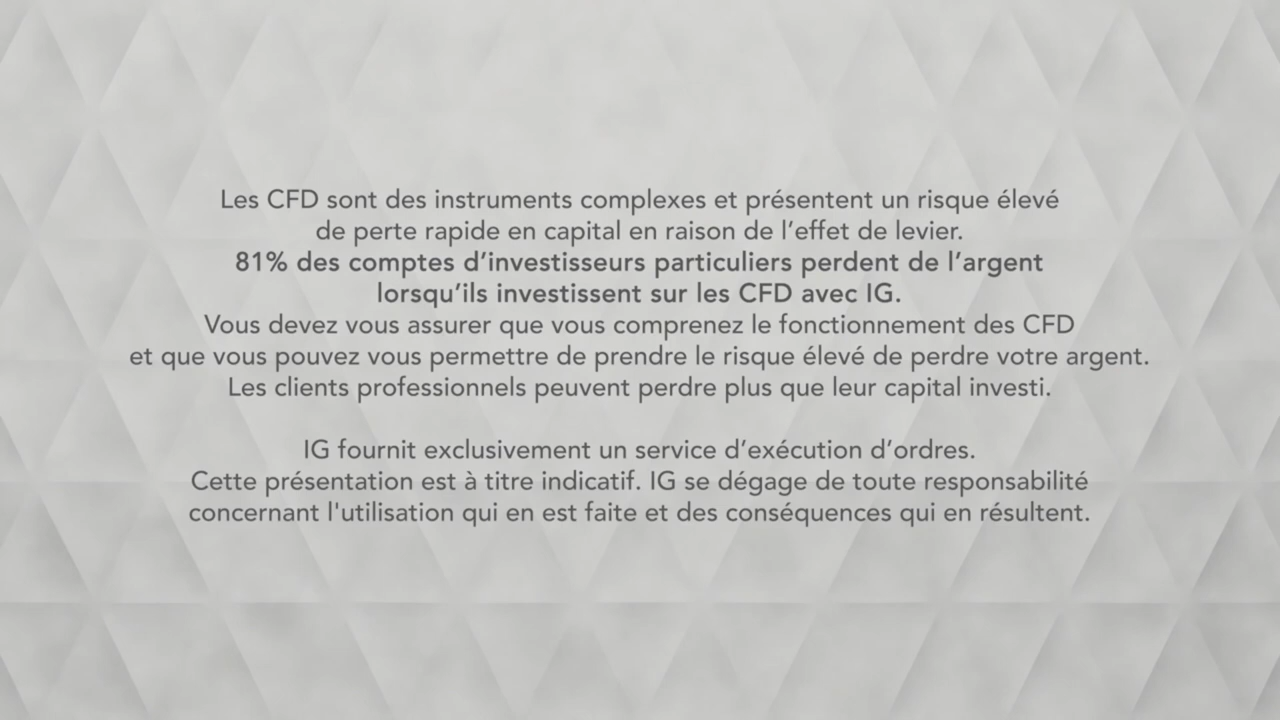 Les CFD sont des instruments complexes et présentent un risque élevé
de perte rapide en capital en raison de l’effet de levier.
81% des comptes d’investisseurs particuliers perdent de l’argent
lorsqu’ils investissent sur les CFD avec IG.
Vous devez vous assurer que vous comprenez le fonctionnement des CFD
et que vous pouvez vous permettre de prendre le risque élevé de perdre votre argent.
Les clients professionnels peuvent perdre plus que leur capital investi.
IG fournit exclusivement un service d’exécution d’ordres.
Cette présentation est à titre indicatif. IG se dégage de toute responsabilité
concernant l'utilisation qui en est faite et des conséquences qui en résultent.